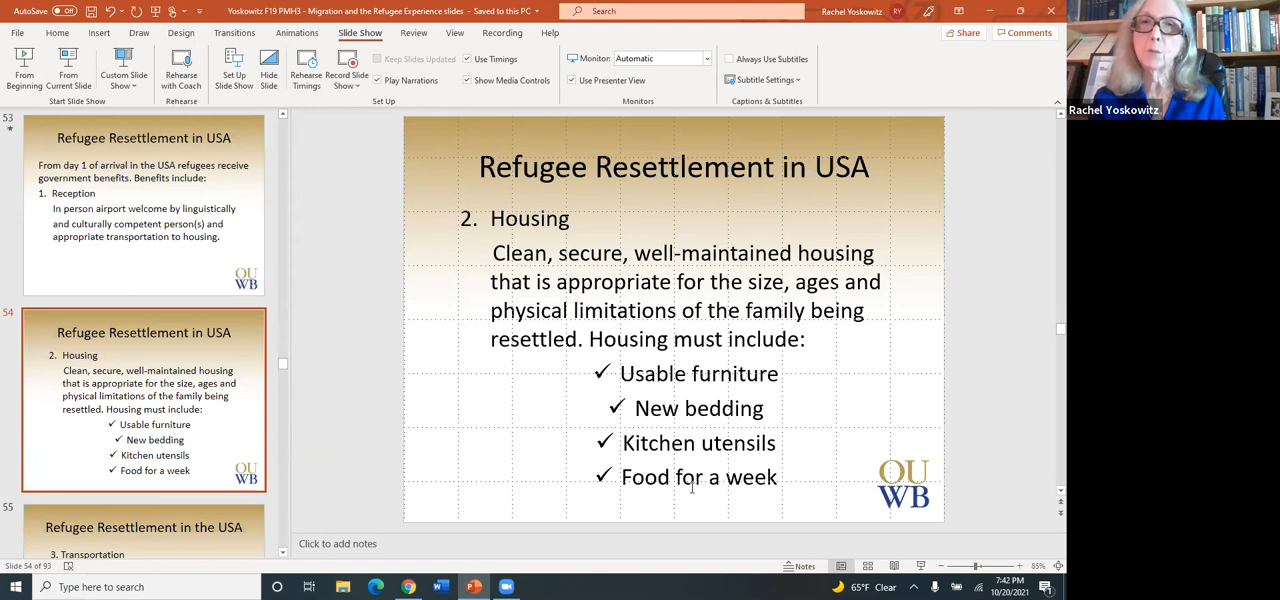 AutoSave Off
Yoskowitz F19 PMH3 - Migration and the Refugee Experience slides - Saved to this PC
Search
Rachel Yoskowitz RY
File Home Insert Draw Design Transitions Animations Slide Show Review View Recording Help
Share Comments
From Beginning
From Current Slide
Custom Slide Show
Start Slide Show
Set Up Slide Show
Hide Slide
Rehearse with Coach
Rehearse
Rehearse Timings
Record Slide Show
Keep Slides Updated
Play Narrations
Use Timings
Show Media Controls
Set Up
Monitor: Automatic
Use Presenter View
Monitors
Always Use Subtitles
Subtitle Settings
Captions & Subtitles
Rachel Yoskowitz
53
Refugee Resettlement in USA
From day 1 of arrival in the USA refugees receive
government benefits. Benefits include:
1. Reception
In person airport welcome by linguistically
and culturally competent person(s) and
appropriate transportation to housing.
OU
WB
54
Refugee Resettlement in USA
2. Housing
Clean, secure, well-maintained housing
that is appropriate for the size, ages and
physical limitations of the family being
resettled. Housing must include:
✓ Usable furniture
✓ New bedding
✓ Kitchen utensils
✓ Food for a week
OU
WB
55
Refugee Resettlement in the USA
3. Transportation
Refugee Resettlement in USA
2. Housing
Clean, secure, well-maintained housing
that is appropriate for the size, ages and
physical limitations of the family being
resettled. Housing must include:
✓ Usable furniture
✓ New bedding
✓ Kitchen utensils
✓ Food for a week
OU
WB
Click to add notes
Slide 54 of 93
Notes
85%
Type here to search
65°F Clear
7:42 PM
10/20/2021